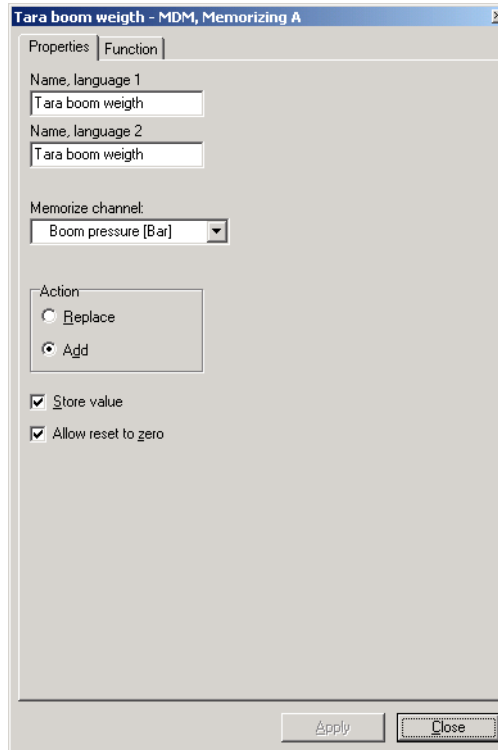 Tara boom weigth - MDM, Memorizing A
Properties Function
Name, language 1
Tara boom weigth
Name, language 2
Tara boom weigth
Memorize channel:
Boom pressure [Bar]
Action
Replace
Add
Store value
Allow reset to zero
Apply Close